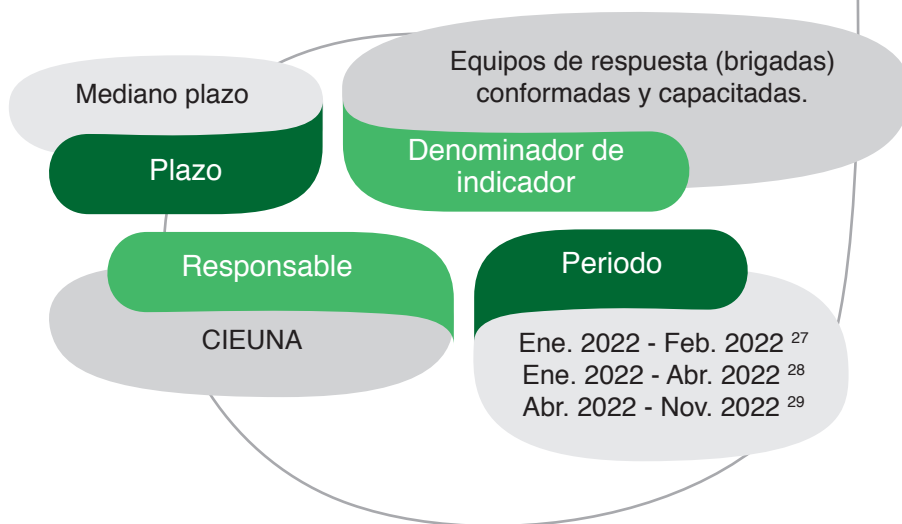 Mediano plazo
Plazo
Equipos de respuesta (brigadas)
conformadas y capacitadas.
Denominador de
indicador
Responsable
CIEUNA
Periodo
Ene. 2022 - Feb. 2022 27
Ene. 2022 - Abr. 2022 28
Abr. 2022 - Nov. 2022 29